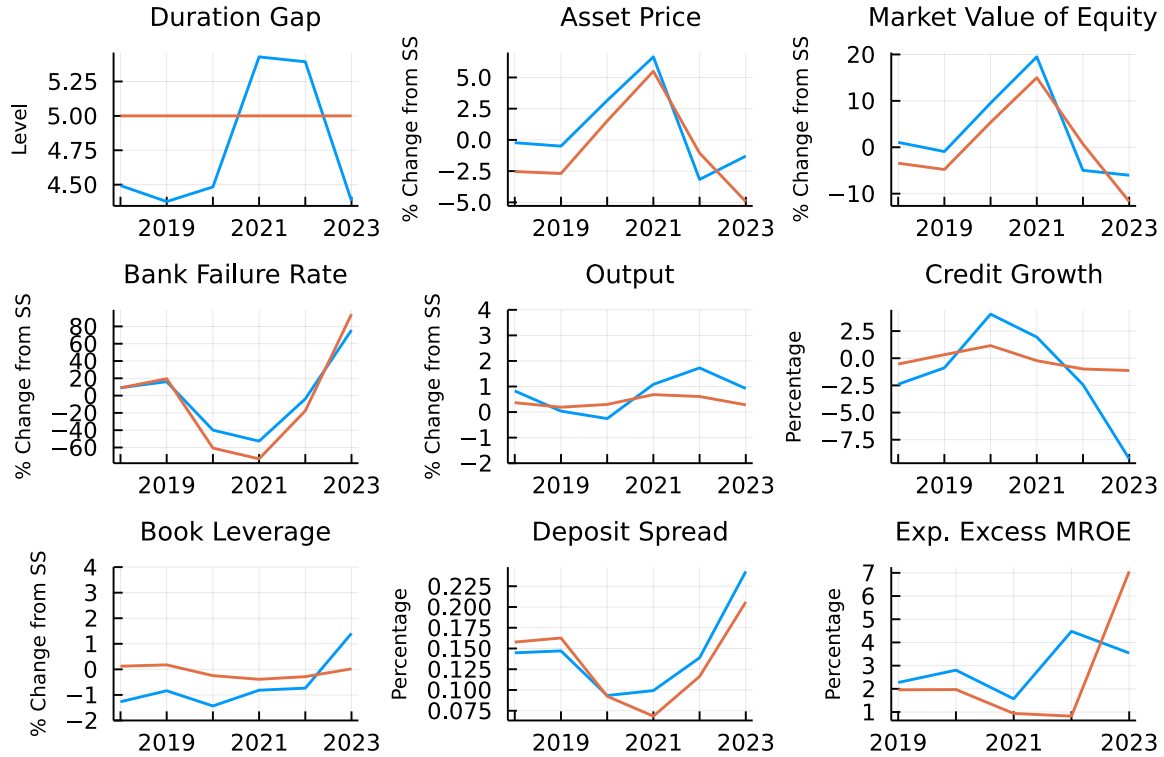 Duration Gap
Level
5.25
5.00
4.75
4.50
2019 2021 2023
Asset Price
% Change from SS
5.0
2.5
0.0
−2.5
−5.0
2019 2021 2023
Market Value of Equity
% Change from SS
20
10
0
−10
2019 2021 2023
Bank Failure Rate
% Change from SS
80
60
40
20
0
−20
−40
−60
2019 2021 2023
Output
% Change from SS
4
3
2
1
0
−1
−2
2019 2021 2023
Credit Growth
Percentage
2.5
0.0
−2.5
−5.0
−7.5
2019 2021 2023
Book Leverage
% Change from SS
4
3
2
1
0
−1
−2
2019 2021 2023
Deposit Spread
Percentage
0.225
0.200
0.175
0.150
0.125
0.100
0.075
2019 2021 2023
Exp. Excess MROE
Percentage
7
6
5
4
3
2
1
2019 2021 2023